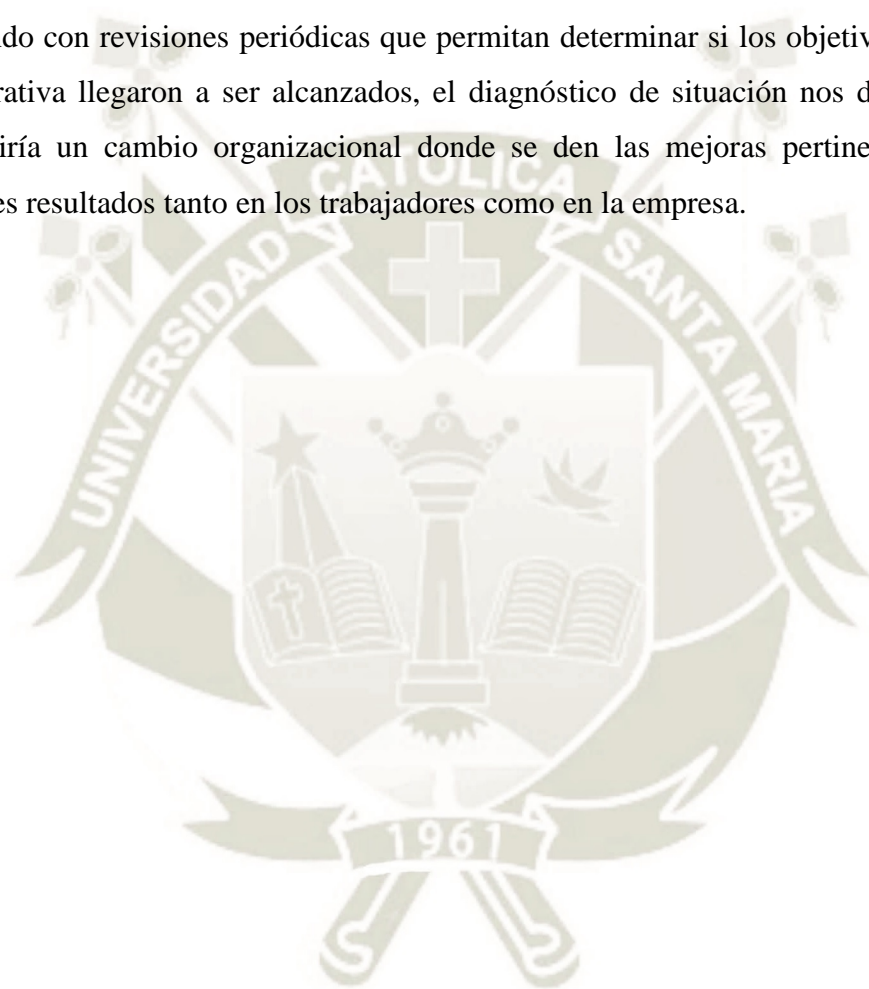 ndo con revisiones periódicas que permitan determinar si los objetiv
rativa llegaron a ser alcanzados, el diagnóstico de situación nos d
iría un cambio organizacional donde se den las mejoras pertine
es resultados tanto en los trabajadores como en la empresa.
CATOLICA
UNIVERSIDAD
SANTA MARIA
1961